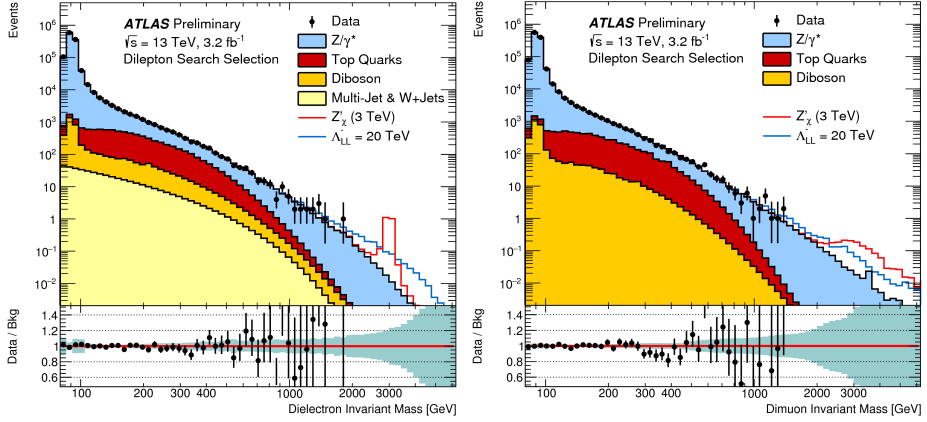 Events
10⁶
10⁵
10⁴
10³
10²
10
1
10⁻¹
10⁻²
ATLAS Preliminary
√s = 13 TeV, 3.2 fb⁻¹
Dilepton Search Selection
Data
Z/γ*
Top Quarks
Diboson
Multi-Jet & W+Jets
Z'χ (3 TeV)
Λ⁻LL = 20 TeV
Data / Bkg
1.4
1.2
1.0
0.8
0.6
100 200 300 400 1000 2000 3000
Dielectron Invariant Mass [GeV]
Events
10⁶
10⁵
10⁴
10³
10²
10
1
10⁻¹
10⁻²
ATLAS Preliminary
√s = 13 TeV, 3.2 fb⁻¹
Dilepton Search Selection
Data
Z/γ*
Top Quarks
Diboson
Z'χ (3 TeV)
Λ⁻LL = 20 TeV
Data / Bkg
1.4
1.2
1.0
0.8
0.6
100 200 300 400 1000 2000 3000
Dimuon Invariant Mass [GeV]